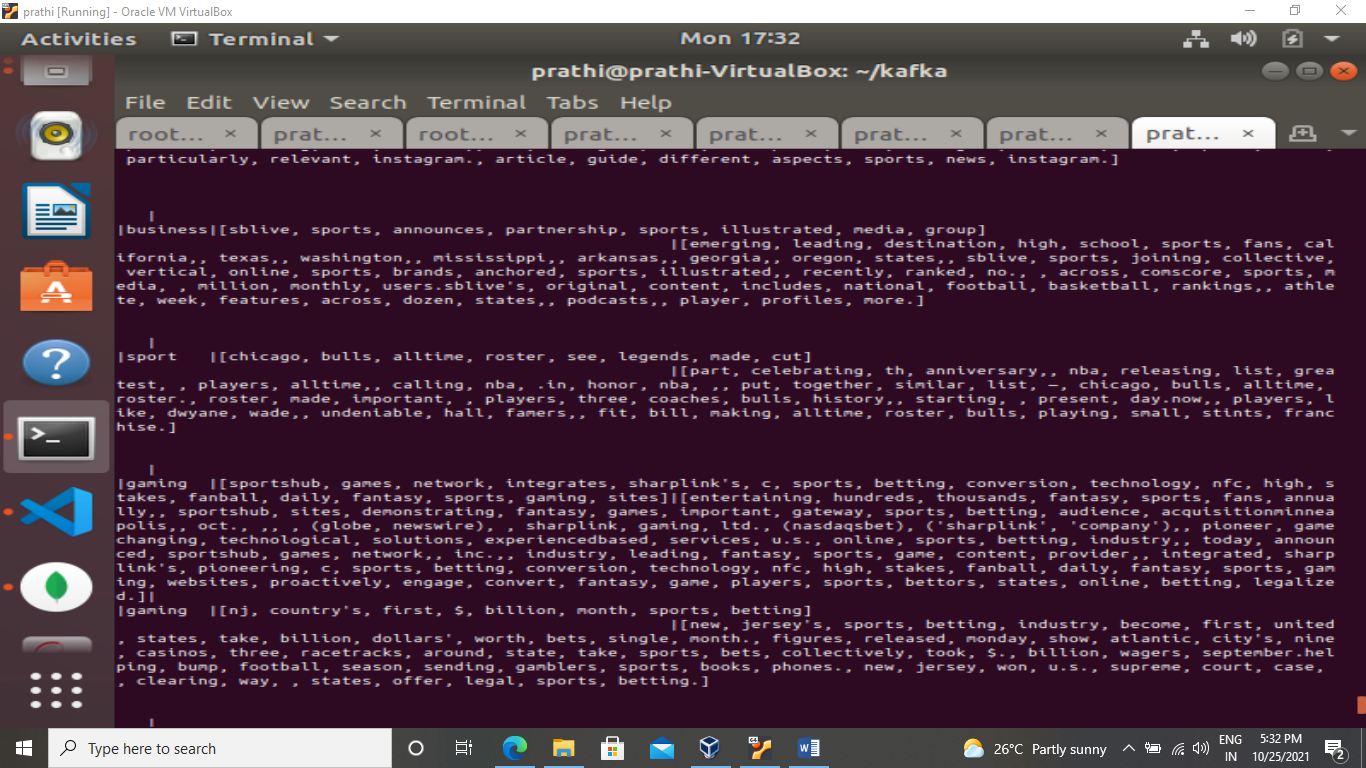 prathi [Running] - Oracle VM VirtualBox
Activities Terminal Mon 17:32
prathi@prathi-VirtualBox: ~/kafka
File Edit View Search Terminal Tabs Help
root... × prat... × root... × prat... × prat... × prat... × prat... × prat... ×
particularly, relevant, instagram., article, guide, different, aspects, sports, news, instagram.]
|
|business|[sblive, sports, announces, partnership, sports, illustrated, media, group]
|[emerging, leading, destination, high, school, sports, fans, cal
ifornia,, texas,, washington,, mississippi,, arkansas,, georgia,, oregon, states,, sblive, sports, joining, collective,
vertical, online, sports, brands, anchored, sports, illustrated,, recently, ranked, no., , across, comscore, sports, m
edia, , million, monthly, users.sblive's, original, content, includes, national, football, basketball, rankings,, athle
te, week, features, across, dozen, states,, podcasts,, player, profiles, more.]
|
|sport |[chicago, bulls, alltime, roster, see, legends, made, cut]
|[part, celebrating, th, anniversary,, nba, releasing, list, grea
test, , players, alltime,, calling, nba, .in, honor, nba, ,, put, together, similar, list, —, chicago, bulls, alltime,
roster., roster, made, important, , players, three, coaches, bulls, history,, starting, , present, day.now,, players, l
ike, dwyane, wade,, undeniable, hall, famers,, fit, bill, making, alltime, roster, bulls, playing, small, stints, franc
hise.]
|
|gaming |[sportshub, games, network, integrates, sharplink's, c, sports, betting, conversion, technology, nfc, high, s
takes, fanball, daily, fantasy, sports, gaming, sites]|[entertaining, hundreds, thousands, fantasy, sports, fans, annua
lly,, sportshub, sites, demonstrating, fantasy, games, important, gateway, sports, betting, audience, acquisitionminnea
polis,, oct., ,, , (globe, newswire), , sharplink, gaming, ltd., (nasdaqsbet), ('sharplink', 'company'),, pioneer, game
changing, technological, solutions, experiencedbased, services, u.s., online, sports, betting, industry,, today, announ
ced, sportshub, games, network,, inc.,, industry, leading, fantasy, sports, game, content, provider,, integrated, sharp
link's, pioneering, c, sports, betting, conversion, technology, nfc, high, stakes, fanball, daily, fantasy, sports, gam
ing, websites, proactively, engage, convert, fantasy, game, players, sports, bettors, states, online, betting, legalize
d.]|
|gaming |[nj, country's, first, $, billion, month, sports, betting]
|[new, jersey's, sports, betting, industry, become, first, united
, states, take, billion, dollars', worth, bets, single, month., figures, released, monday, show, atlantic, city's, nine
, casinos, three, racetracks, around, state, take, sports, bets, collectively, took, $., billion, wagers, september.hel
ping, bump, football, season, sending, gamblers, sports, books, phones., new, jersey, won, u.s., supreme, court, case,
, clearing, way, , states, offer, legal, sports, betting.]
|
Type here to search 26°C Partly sunny ENG IN 5:32 PM 10/25/2021 2